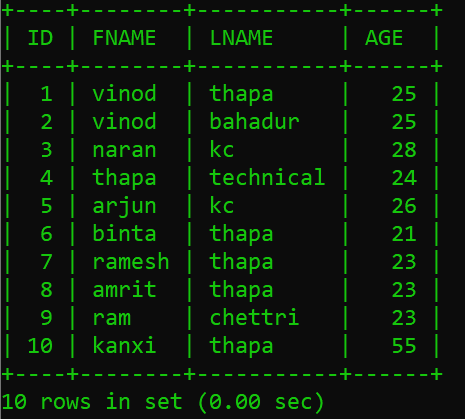 +----+--------+-----------+------+
| ID | FNAME  | LNAME     | AGE  |
+----+--------+-----------+------+
|  1 | vinod  | thapa     |   25 |
|  2 | vinod  | bahadur   |   25 |
|  3 | naran  | kc        |   28 |
|  4 | thapa  | technical |   24 |
|  5 | arjun  | kc        |   26 |
|  6 | binta  | thapa     |   21 |
|  7 | ramesh | thapa     |   23 |
|  8 | amrit  | thapa     |   23 |
|  9 | ram    | chettri   |   23 |
| 10 | kanxi  | thapa     |   55 |
+----+--------+-----------+------+
10 rows in set (0.00 sec)